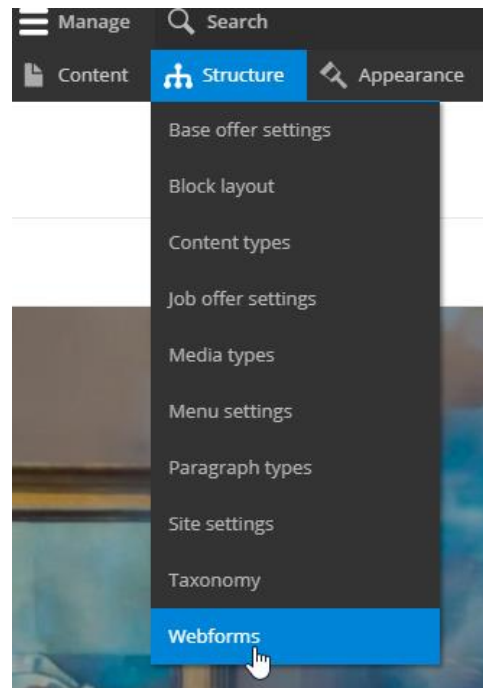 Manage Search
Content Structure Appearance
Base offer settings
Block layout
Content types
Job offer settings
Media types
Menu settings
Paragraph types
Site settings
Taxonomy
Webforms